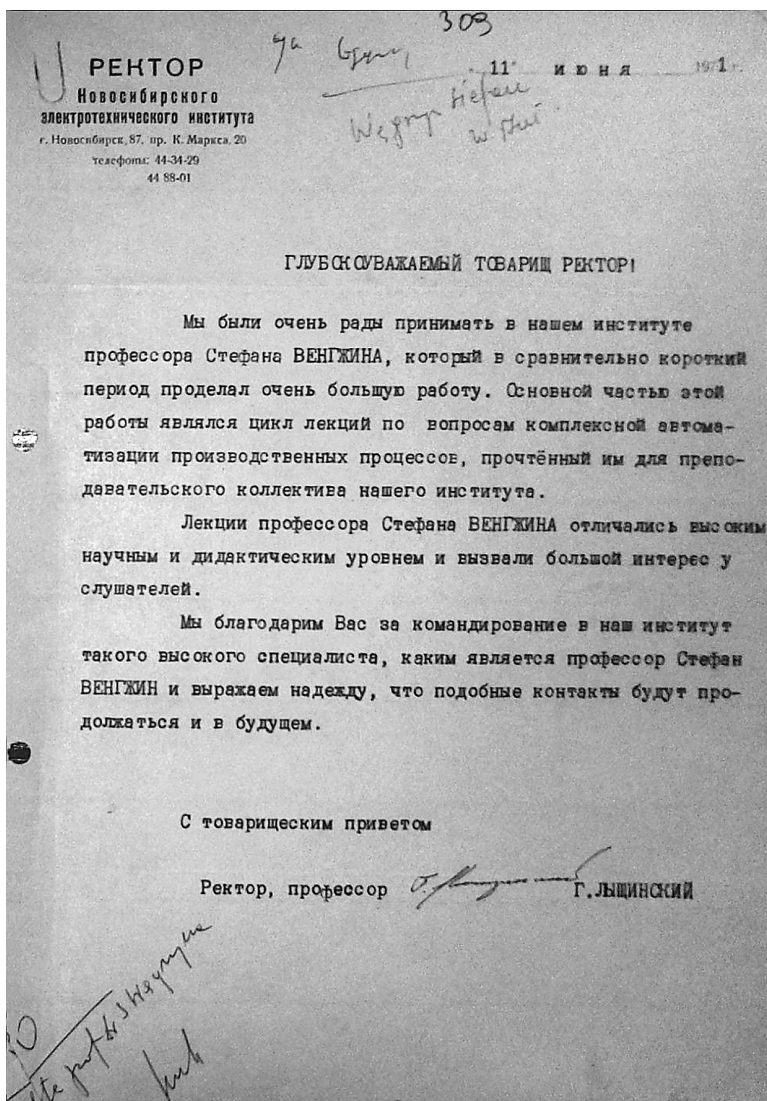 309
РЕКТОР
11 июня 1971 г.
Новосибирского
электротехнического института
г. Новосибирск, 87, пр. К. Маркса, 20
телефоны: 44-34-29
44 88-01
ГЛУБОКОУВАЖАЕМЫЙ ТОВАРИЩ РЕКТОР!
Мы были очень рады принимать в нашем институте
профессора Стефана ВЕНГЖИНА, который в сравнительно короткий
период проделал очень большую работу. Основной частью этой
работы являлся цикл лекций по вопросам комплексной автома-
тизации производственных процессов, прочтённый им для препо-
давательского коллектива нашего института.
Лекции профессора Стефана ВЕНГЖИНА отличались высоким
научным и дидактическим уровнем и вызвали большой интерес у
слушателей.
Мы благодарим Вас за командирование в наш институт
такого высокого специалиста, каким является профессор Стефан
ВЕНГЖИН и выражаем надежду, что подобные контакты будут про-
должаться и в будущем.
С товарищеским приветом
Ректор, профессор Г. ЛЫЩИНСКИЙ